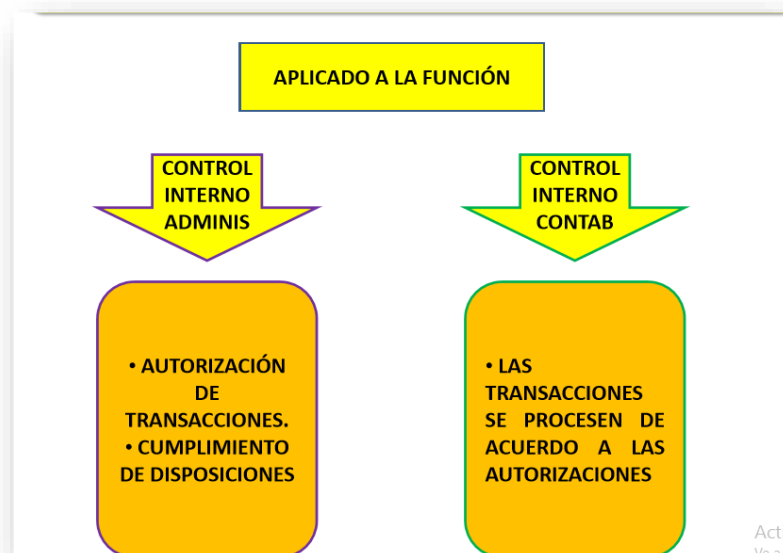 APLICADO A LA FUNCIÓN
CONTROL
INTERNO
ADMINIS
CONTROL
INTERNO
CONTAB
• AUTORIZACIÓN
DE
TRANSACCIONES.
• CUMPLIMIENTO
DE DISPOSICIONES
• LAS
TRANSACCIONES
SE PROCESEN DE
ACUERDO A LAS
AUTORIZACIONES
Act